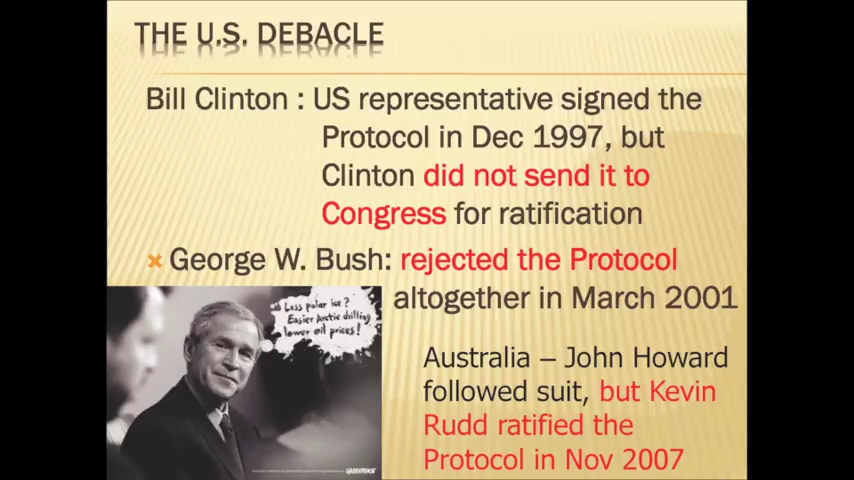 THE U.S. DEBACLE
Bill Clinton : US representative signed the
Protocol in Dec 1997, but
Clinton did not send it to
Congress for ratification
George W. Bush: rejected the Protocol
altogether in March 2001
Less polar ice?
Easier Arctic drilling,
lower oil prices!
Australia – John Howard
followed suit, but Kevin
Rudd ratified the
Protocol in Nov 2007
GREENPEACE